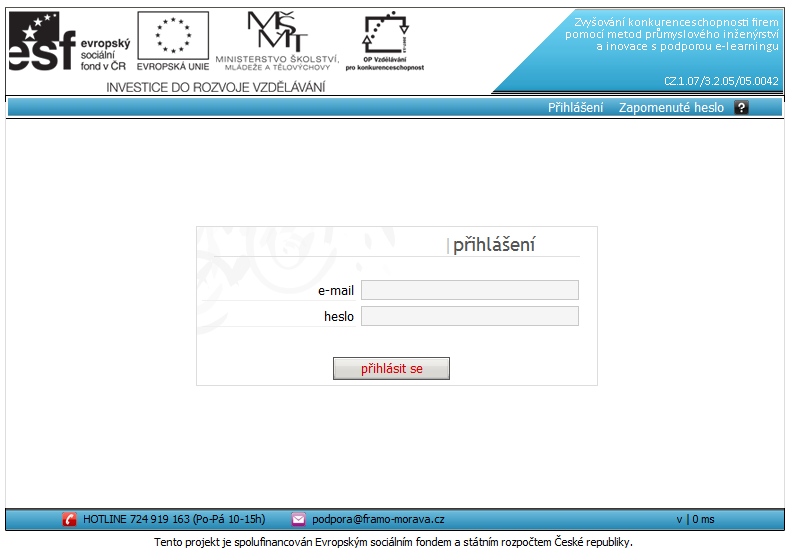 esf evropský
sociální
fond v ČR
EVROPSKÁ UNIE
MŠMT
MINISTERSTVO ŠKOLSTVÍ,
MLÁDEŽE A TĚLOVÝCHOVY
OP Vzdělávání
pro konkurenceschopnost
INVESTICE DO ROZVOJE VZDĚLÁVÁNÍ
Zvyšování konkurenceschopnosti firem
pomocí metod průmyslového inženýrství
a inovace s podporou e-learningu
CZ.1.07/3.2.05/05.0042
Přihlášení Zapomenuté heslo ?
|přihlášení
e-mail
heslo
přihlásit se
HOTLINE 724 919 163 (Po-Pá 10-15h) podpora@framo-morava.cz v | 0 ms
Tento projekt je spolufinancován Evropským sociálním fondem a státním rozpočtem České republiky.